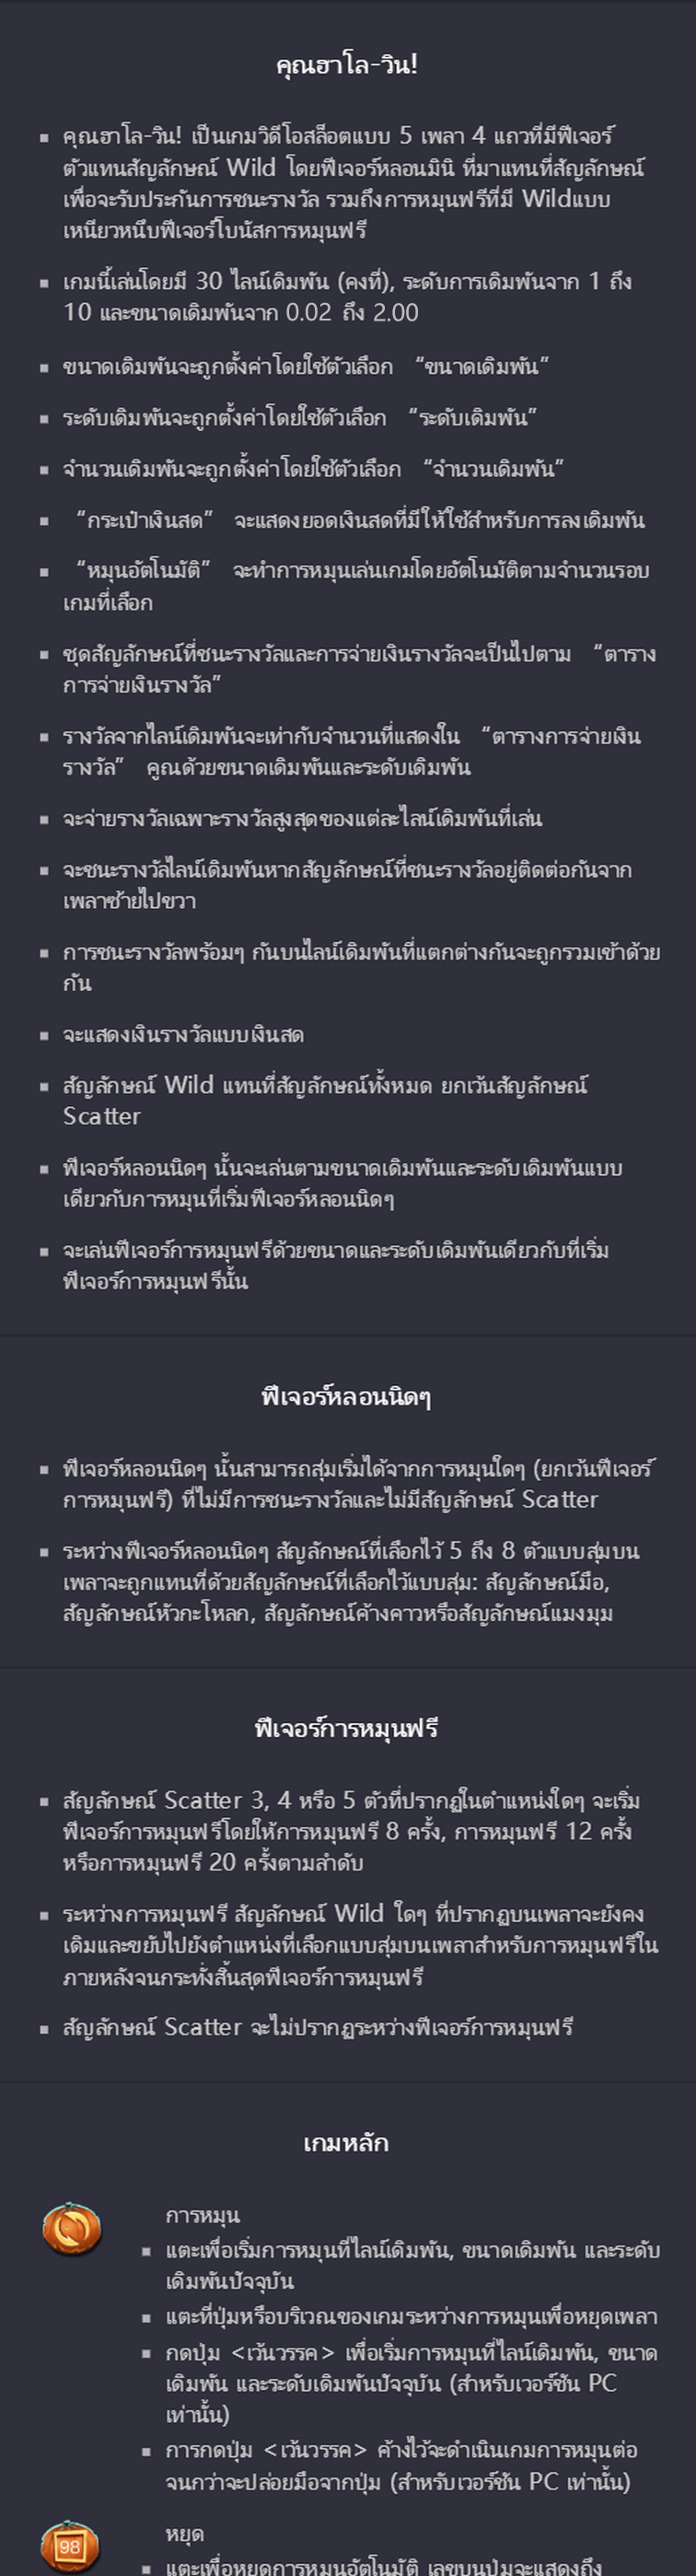 คุณฮาโล-วิน!
คุณฮาโล-วิน! เป็นเกมวิดีโอสล็อตแบบ 5 เพลา 4 แถวที่มีฟีเจอร์
ตัวแทนสัญลักษณ์ Wild โดยฟีเจอร์หลอนมินิ ที่มาแทนที่สัญลักษณ์
เพื่อจะรับประกันการชนะรางวัล รวมถึงการหมุนฟรีที่มี Wildแบบ
เหนียวหนึบฟีเจอร์โบนัสการหมุนฟรี
เกมนี้เล่นโดยมี 30 ไลน์เดิมพัน (คงที่), ระดับการเดิมพันจาก 1 ถึง
10 และขนาดเดิมพันจาก 0.02 ถึง 2.00
ขนาดเดิมพันจะถูกตั้งค่าโดยใช้ตัวเลือก “ขนาดเดิมพัน”
ระดับเดิมพันจะถูกตั้งค่าโดยใช้ตัวเลือก “ระดับเดิมพัน”
จำนวนเดิมพันจะถูกตั้งค่าโดยใช้ตัวเลือก “จำนวนเดิมพัน”
“กระเป๋าเงินสด” จะแสดงยอดเงินสดที่มีให้ใช้สำหรับการลงเดิมพัน
“หมุนอัตโนมัติ” จะทำการหมุนเล่นเกมโดยอัตโนมัติตามจำนวนรอบ
เกมที่เลือก
ชุดสัญลักษณ์ที่ชนะรางวัลและการจ่ายเงินรางวัลจะเป็นไปตาม “ตาราง
การจ่ายเงินรางวัล”
รางวัลจากไลน์เดิมพันจะเท่ากับจำนวนที่แสดงใน “ตารางการจ่ายเงิน
รางวัล” คูณด้วยขนาดเดิมพันและระดับเดิมพัน
จะจ่ายรางวัลเฉพาะรางวัลสูงสุดของแต่ละไลน์เดิมพันที่เล่น
จะชนะรางวัลไลน์เดิมพันหากสัญลักษณ์ที่ชนะรางวัลอยู่ติดต่อกันจาก
เพลาซ้ายไปขวา
การชนะรางวัลพร้อมๆ กันบนไลน์เดิมพันที่แตกต่างกันจะถูกรวมเข้าด้วย
กัน
จะแสดงเงินรางวัลแบบเงินสด
สัญลักษณ์ Wild แทนที่สัญลักษณ์ทั้งหมด ยกเว้นสัญลักษณ์
Scatter
ฟีเจอร์หลอนนิดๆ นั้นจะเล่นตามขนาดเดิมพันและระดับเดิมพันแบบ
เดียวกับการหมุนที่เริ่มฟีเจอร์หลอนนิดๆ
จะเล่นฟีเจอร์การหมุนฟรีด้วยขนาดและระดับเดิมพันเดียวกับที่เริ่ม
ฟีเจอร์การหมุนฟรีนั้น
ฟีเจอร์หลอนนิดๆ
ฟีเจอร์หลอนนิดๆ นั้นสามารถสุ่มเริ่มได้จากการหมุนใดๆ (ยกเว้นฟีเจอร์
การหมุนฟรี) ที่ไม่มีการชนะรางวัลและไม่มีสัญลักษณ์ Scatter
ระหว่างฟีเจอร์หลอนนิดๆ สัญลักษณ์ที่เลือกไว้ 5 ถึง 8 ตัวแบบสุ่มบน
เพลาจะถูกแทนที่ด้วยสัญลักษณ์ที่เลือกไว้แบบสุ่ม: สัญลักษณ์มือ,
สัญลักษณ์หัวกะโหลก, สัญลักษณ์ค้างคาวหรือสัญลักษณ์แมงมุม
ฟีเจอร์การหมุนฟรี
สัญลักษณ์ Scatter 3, 4 หรือ 5 ตัวที่ปรากฏในตำแหน่งใดๆ จะเริ่ม
ฟีเจอร์การหมุนฟรีโดยให้การหมุนฟรี 8 ครั้ง, การหมุนฟรี 12 ครั้ง
หรือการหมุนฟรี 20 ครั้งตามลำดับ
ระหว่างการหมุนฟรี สัญลักษณ์ Wild ใดๆ ที่ปรากฏบนเพลาจะยังคง
เดิมและขยับไปยังตำแหน่งที่เลือกแบบสุ่มบนเพลาสำหรับการหมุนฟรีใน
ภายหลังจนกระทั่งสิ้นสุดฟีเจอร์การหมุนฟรี
สัญลักษณ์ Scatter จะไม่ปรากฏระหว่างฟีเจอร์การหมุนฟรี
เกมหลัก
การหมุน
แตะเพื่อเริ่มการหมุนที่ไลน์เดิมพัน, ขนาดเดิมพัน และระดับ
เดิมพันปัจจุบัน
แตะที่ปุ่มหรือบริเวณของเกมระหว่างการหมุนเพื่อหยุดเพลา
กดปุ่ม <เว้นวรรค> เพื่อเริ่มการหมุนที่ไลน์เดิมพัน, ขนาด
เดิมพัน และระดับเดิมพันปัจจุบัน (สำหรับเวอร์ชัน PC
เท่านั้น)
การกดปุ่ม <เว้นวรรค> ค้างไว้จะดำเนินเกมการหมุนต่อ
จนกว่าจะปล่อยมือจากปุ่ม (สำหรับเวอร์ชัน PC เท่านั้น)
98
หยุด
แตะเพื่อหยุดการหมุนอัตโนมัติ เลขบนปุ่มจะแสดงถึง